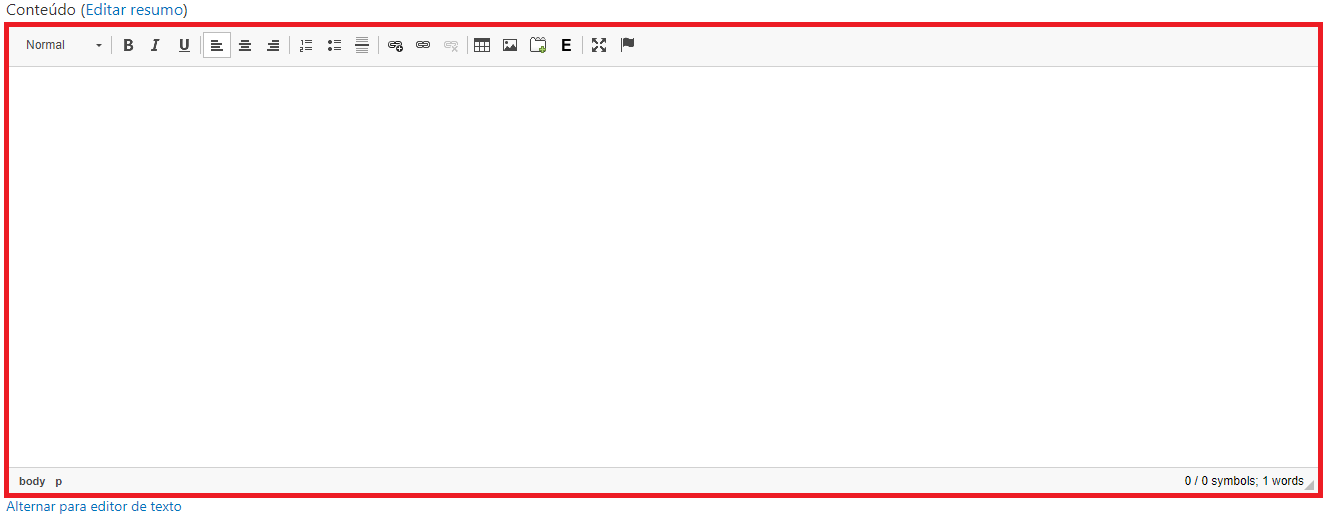 Conteúdo (Editar resumo)
Normal B I U E
body p 0 / 0 symbols; 1 words
Alternar para editor de texto